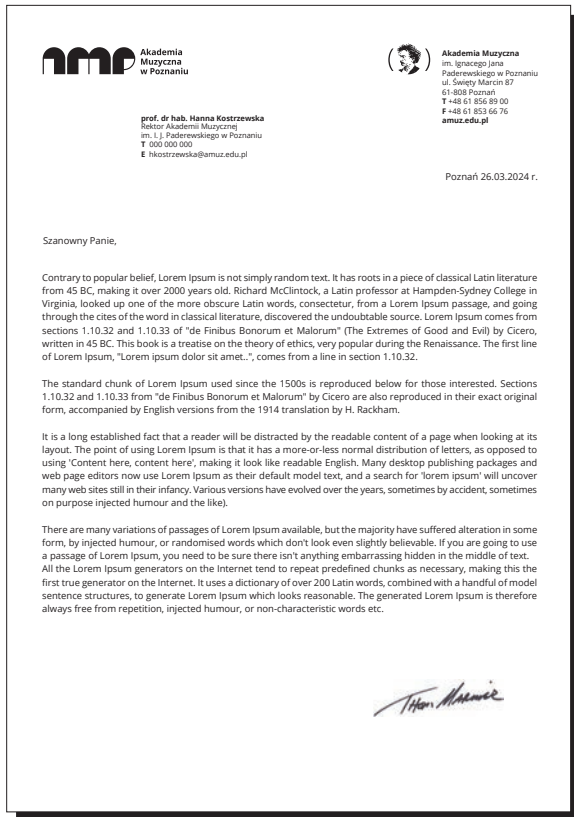 amp
Akademia
Muzyczna
w Poznaniu
Akademia Muzyczna
im. Ignacego Jana
Paderewskiego w Poznaniu
ul. Święty Marcin 87
61-808 Poznań
T +48 61 856 89 00
F +48 61 853 66 76
amuz.edu.pl
prof. dr hab. Hanna Kostrzewska
Rektor Akademii Muzycznej
im. I. J. Paderewskiego w Poznaniu
T 000 000 000
E hkostrzewska@amuz.edu.pl
Poznań 26.03.2024 r.
Szanowny Panie,
Contrary to popular belief, Lorem Ipsum is not simply random text. It has roots in a piece of classical Latin literature
from 45 BC, making it over 2000 years old. Richard McClintock, a Latin professor at Hampden-Sydney College in
Virginia, looked up one of the more obscure Latin words, consectetur, from a Lorem Ipsum passage, and going
through the cites of the word in classical literature, discovered the undoubtable source. Lorem Ipsum comes from
sections 1.10.32 and 1.10.33 of "de Finibus Bonorum et Malorum" (The Extremes of Good and Evil) by Cicero,
written in 45 BC. This book is a treatise on the theory of ethics, very popular during the Renaissance. The first line
of Lorem Ipsum, "Lorem ipsum dolor sit amet..", comes from a line in section 1.10.32.
The standard chunk of Lorem Ipsum used since the 1500s is reproduced below for those interested. Sections
1.10.32 and 1.10.33 from "de Finibus Bonorum et Malorum" by Cicero are also reproduced in their exact original
form, accompanied by English versions from the 1914 translation by H. Rackham.
It is a long established fact that a reader will be distracted by the readable content of a page when looking at its
layout. The point of using Lorem Ipsum is that it has a more-or-less normal distribution of letters, as opposed to
using 'Content here, content here', making it look like readable English. Many desktop publishing packages and
web page editors now use Lorem Ipsum as their default model text, and a search for 'lorem ipsum' will uncover
many web sites still in their infancy. Various versions have evolved over the years, sometimes by accident, sometimes
on purpose injected humour and the like).
There are many variations of passages of Lorem Ipsum available, but the majority have suffered alteration in some
form, by injected humour, or randomised words which don't look even slightly believable. If you are going to use
a passage of Lorem Ipsum, you need to be sure there isn't anything embarrassing hidden in the middle of text.
All the Lorem Ipsum generators on the Internet tend to repeat predefined chunks as necessary, making this the
first true generator on the Internet. It uses a dictionary of over 200 Latin words, combined with a handful of model
sentence structures, to generate Lorem Ipsum which looks reasonable. The generated Lorem Ipsum is therefore
always free from repetition, injected humour, or non-characteristic words etc.